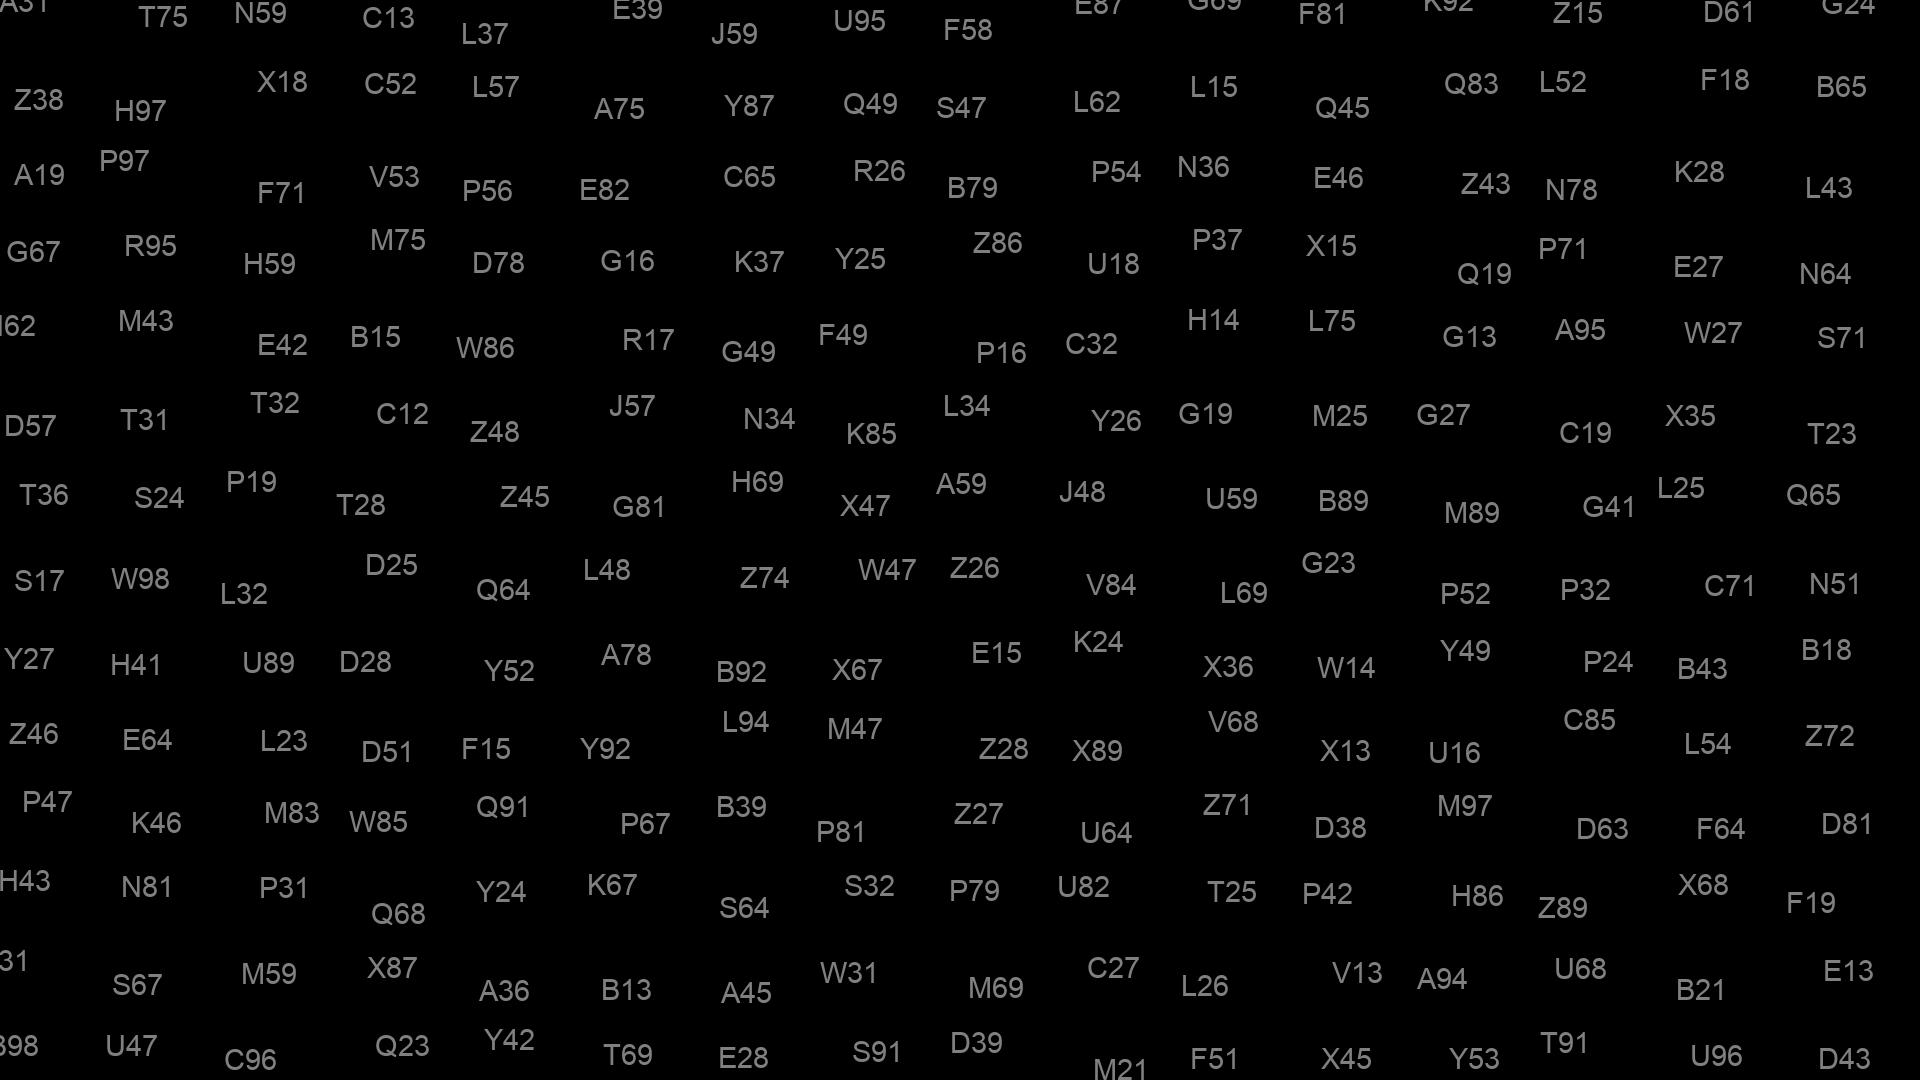 A31 T75 N59 C13 L37 E39 J59 U95 F58 E87 G69 F81 K92 Z15 D61 G24
Z38 H97 X18 C52 L57 A75 Y87 Q49 S47 L62 L15 Q45 Q83 L52 F18 B65
A19 P97 F71 V53 P56 E82 C65 R26 B79 P54 N36 E46 Z43 N78 K28 L43
G67 R95 H59 M75 D78 G16 K37 Y25 Z86 U18 P37 X15 Q19 P71 E27 N64
62 M43 E42 B15 W86 R17 G49 F49 P16 C32 H14 L75 G13 A95 W27 S71
D57 T31 T32 C12 Z48 J57 N34 K85 L34 Y26 G19 M25 G27 C19 X35 T23
T36 S24 P19 T28 Z45 G81 H69 X47 A59 J48 U59 B89 M89 G41 L25 Q65
S17 W98 L32 D25 Q64 L48 Z74 W47 Z26 V84 L69 G23 P52 P32 C71 N51
Y27 H41 U89 D28 Y52 A78 B92 X67 E15 K24 X36 W14 Y49 P24 B43 B18
Z46 E64 L23 D51 F15 Y92 L94 M47 Z28 X89 V68 X13 U16 C85 L54 Z72
P47 K46 M83 W85 Q91 P67 B39 P81 Z27 U64 Z71 D38 M97 D63 F64 D81
H43 N81 P31 Q68 Y24 K67 S64 S32 P79 U82 T25 P42 H86 Z89 X68 F19
31 S67 M59 X87 A36 B13 A45 W31 M69 C27 L26 V13 A94 U68 B21 E13
98 U47 C96 Q23 Y42 T69 E28 S91 D39 M21 F51 X45 Y53 T91 U96 D43